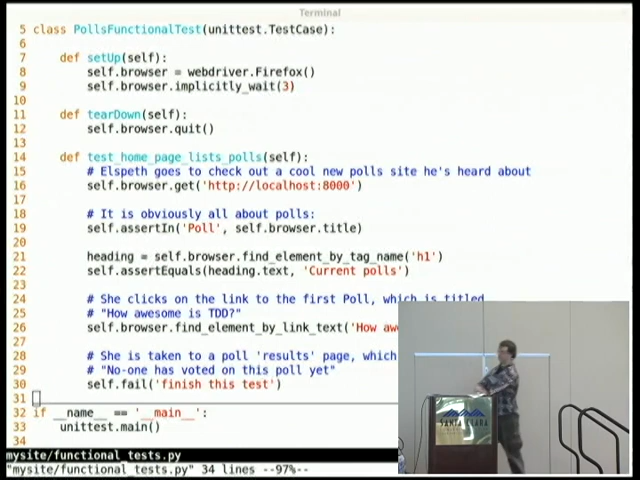 Terminal
5 class PollsFunctionalTest(unittest.TestCase):
6
7 def setUp(self):
8 self.browser = webdriver.Firefox()
9 self.browser.implicitly_wait(3)
10
11 def tearDown(self):
12 self.browser.quit()
13
14 def test_home_page_lists_polls(self):
15 # Elspeth goes to check out a cool new polls site he's heard about
16 self.browser.get('http://localhost:8000')
17
18 # It is obviously all about polls:
19 self.assertIn('Poll', self.browser.title)
20
21 heading = self.browser.find_element_by_tag_name('h1')
22 self.assertEquals(heading.text, 'Current polls')
23
24 # She clicks on the link to the first Poll, which is titled
25 # "How awesome is TDD?"
26 self.browser.find_element_by_link_text('How
27
28 # She is taken to a poll 'results' page, which
29 # "No-one has voted on this poll yet"
30 self.fail('finish this test')
31
32 if __name__ == '__main__':
33 unittest.main()
34
mysite/functional_tests.py
"mysite/functional_tests.py" 34 lines --97%--
SANTA CLARA